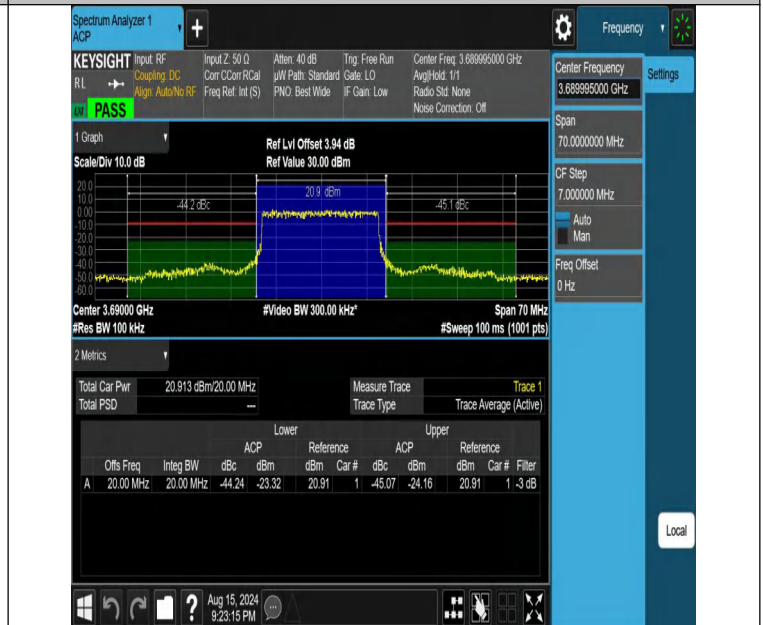 Spectrum Analyzer 1
ACP
+
Frequency
KEYSIGHT
RL
PASS
Input: RF
Coupling: DC
Align: Auto/No RF
Input Z: 50 Ω
Corr CCorr RCal
Freq Ref: Int (S)
Atten: 40 dB
µW Path: Standard
PNO: Best Wide
Trig: Free Run
Gate: LO
IF Gain: Low
Center Freq: 3.689995000 GHz
Avg|Hold: 1/1
Radio Std: None
Noise Correction: Off
Center Frequency
3.689995000 GHz
Settings
Span
70.0000000 MHz
CF Step
7.000000 MHz
Auto
Man
Freq Offset
0 Hz
1 Graph
Scale/Div 10.0 dB
Ref Lvl Offset 3.94 dB
Ref Value 30.00 dBm
20.0
10.0
0.00
-10.0
-20.0
-30.0
-40.0
-50.0
-60.0
-44.2 dBc
20.9 dBm
-45.1 dBc
Center 3.69000 GHz
#Video BW 300.00 kHz*
Span 70 MHz
#Res BW 100 kHz
#Sweep 100 ms (1001 pts)
2 Metrics
Total Car Pwr 20.913 dBm/20.00 MHz
Total PSD ---
Measure Trace Trace 1
Trace Type Trace Average (Active)
Lower Upper
ACP Reference ACP Reference
Offs Freq Integ BW dBc dBm dBm Car # dBc dBm dBm Car # Filter
A 20.00 MHz 20.00 MHz -44.24 -23.32 20.91 1 -45.07 -24.16 20.91 1 -3 dB
Local
?
Aug 15, 2024
9:23:15 PM